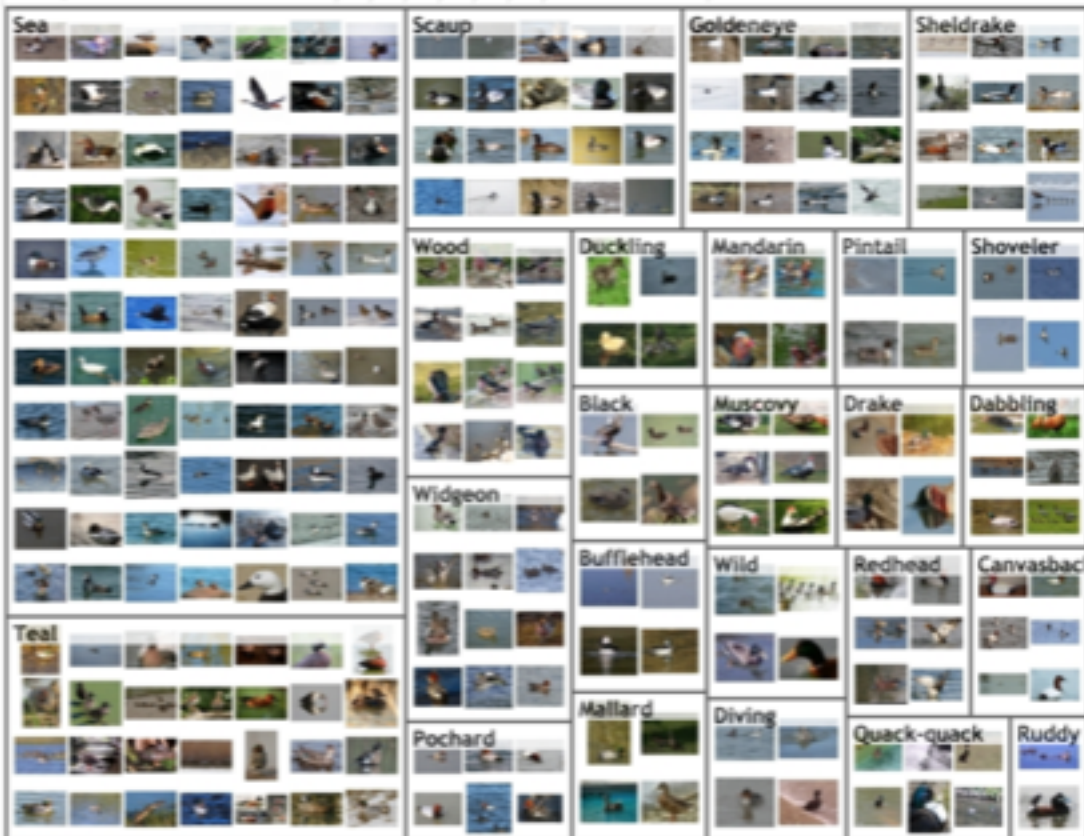 Sea
Scaup
Goldeneye
Sheldrake
Wood
Duckling
Mandarin
Pintail
Shoveler
Black
Muscovy
Drake
Dabbling
Widgeon
Bufflehead
Wild
Redhead
Canvasbac
Teal
Mallard
Diving
Pochard
Quack-quack
Ruddy